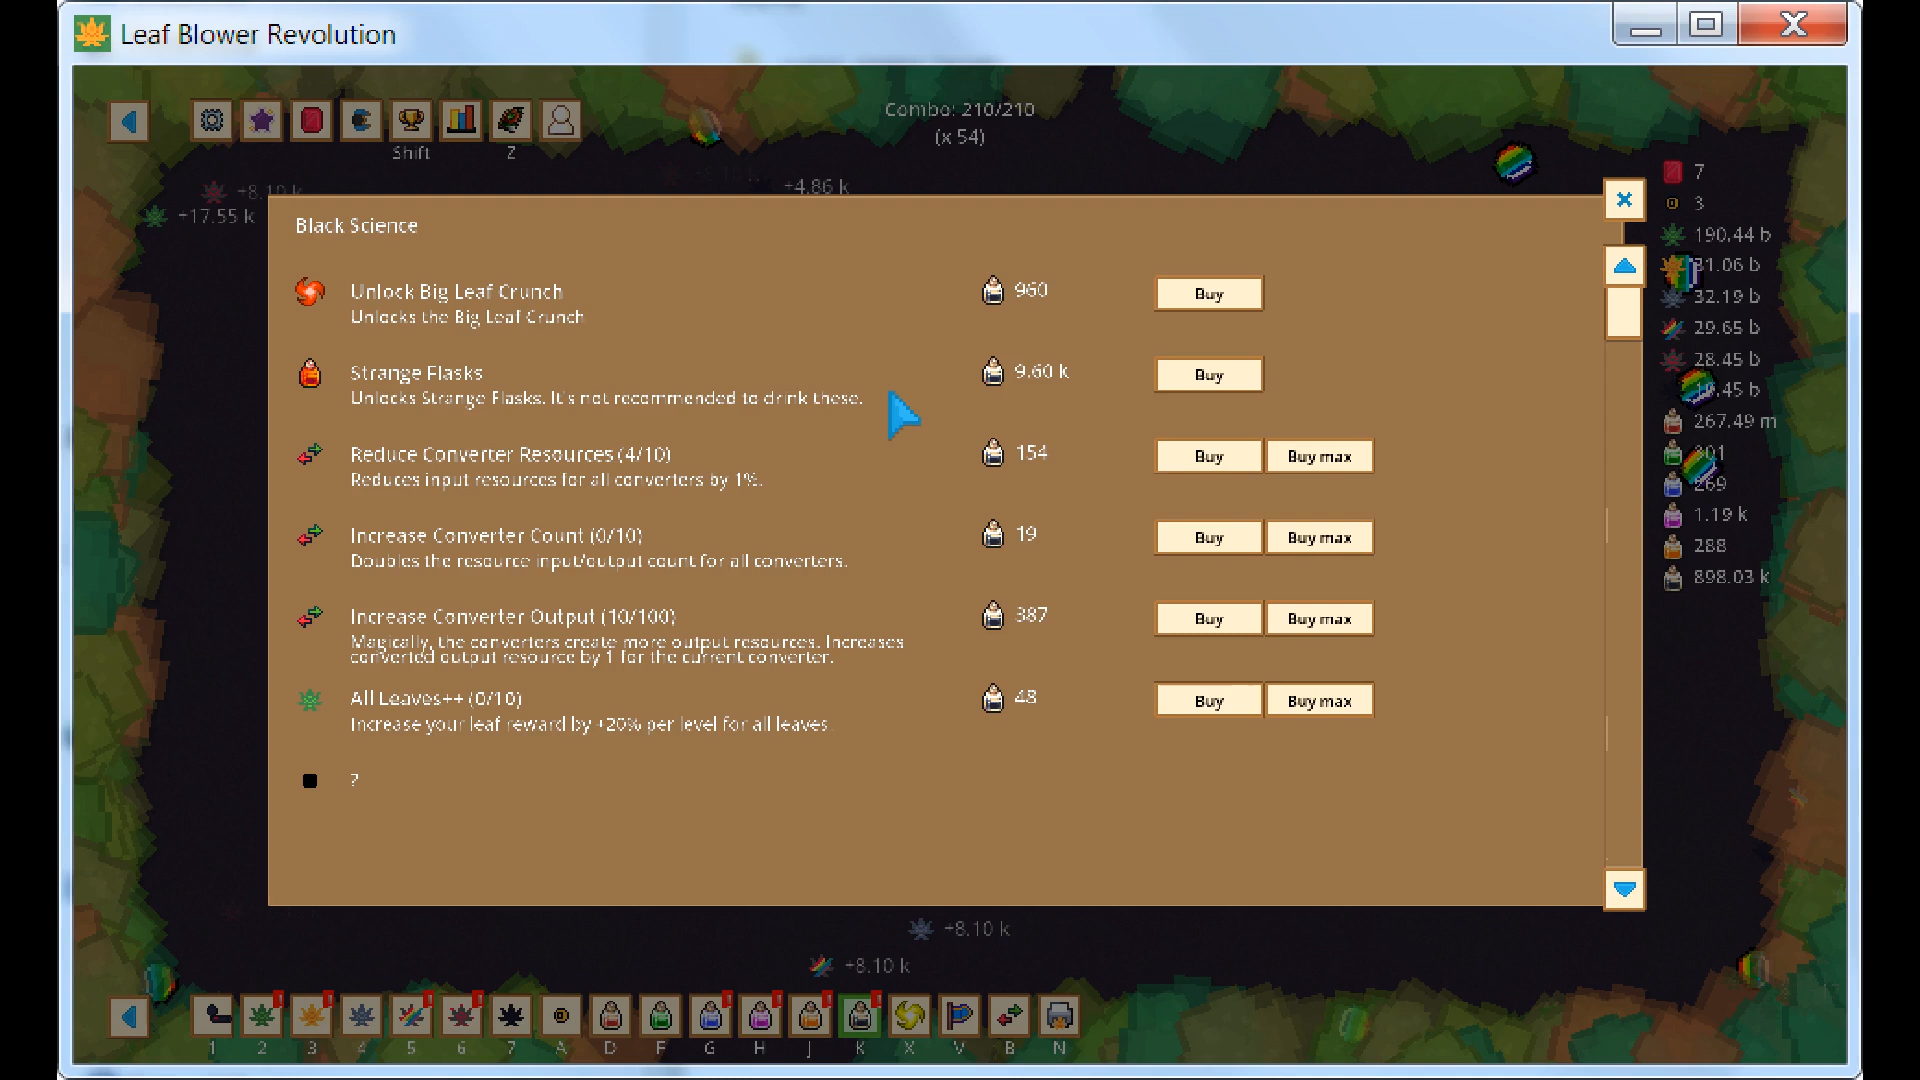 Leaf Blower Revolution
Combo: 210/210
(x 54)
Shift
Z
+8.10 k
+4.86 k
+17.55 k
7
3
190.44 b
31.06 b
32.19 b
29.65 b
28.45 b
19.45 b
267.49 m
301
269
1.19 k
288
898.03 k
Black Science
Unlock Big Leaf Crunch
960
Buy
Unlocks the Big Leaf Crunch
Strange Flasks
9.60 k
Buy
Unlocks Strange Flasks. It's not recommended to drink these.
Reduce Converter Resources (4/10)
154
Buy
Buy max
Reduces input resources for all converters by 1%.
Increase Converter Count (0/10)
19
Buy
Buy max
Doubles the resource input/output count for all converters.
Increase Converter Output (10/100)
387
Buy
Buy max
Magically, the converters create more output resources. Increases
converted output resource by 1 for the current converter.
All Leaves++ (0/10)
48
Buy
Buy max
Increase your leaf reward by +20% per level for all leaves
?
+8.10 k
+8.10 k
1 2 3 4 5 6 7 A D F G H J K X V B N